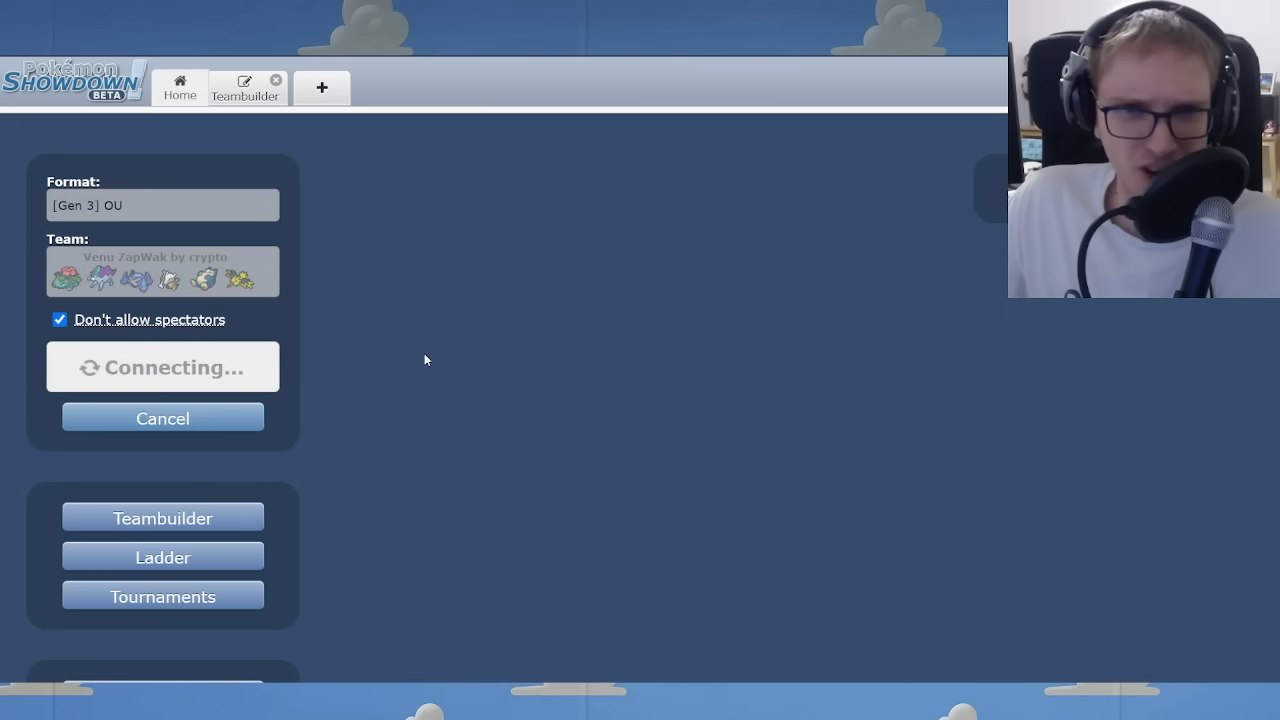 Pokémon
SHOWDOWN!
BETA
Home
Teambuilder
+
Format:
[Gen 3] OU
Team:
Venu ZapWak by crypto
Don't allow spectators
Connecting...
Cancel
Teambuilder
Ladder
Tournaments